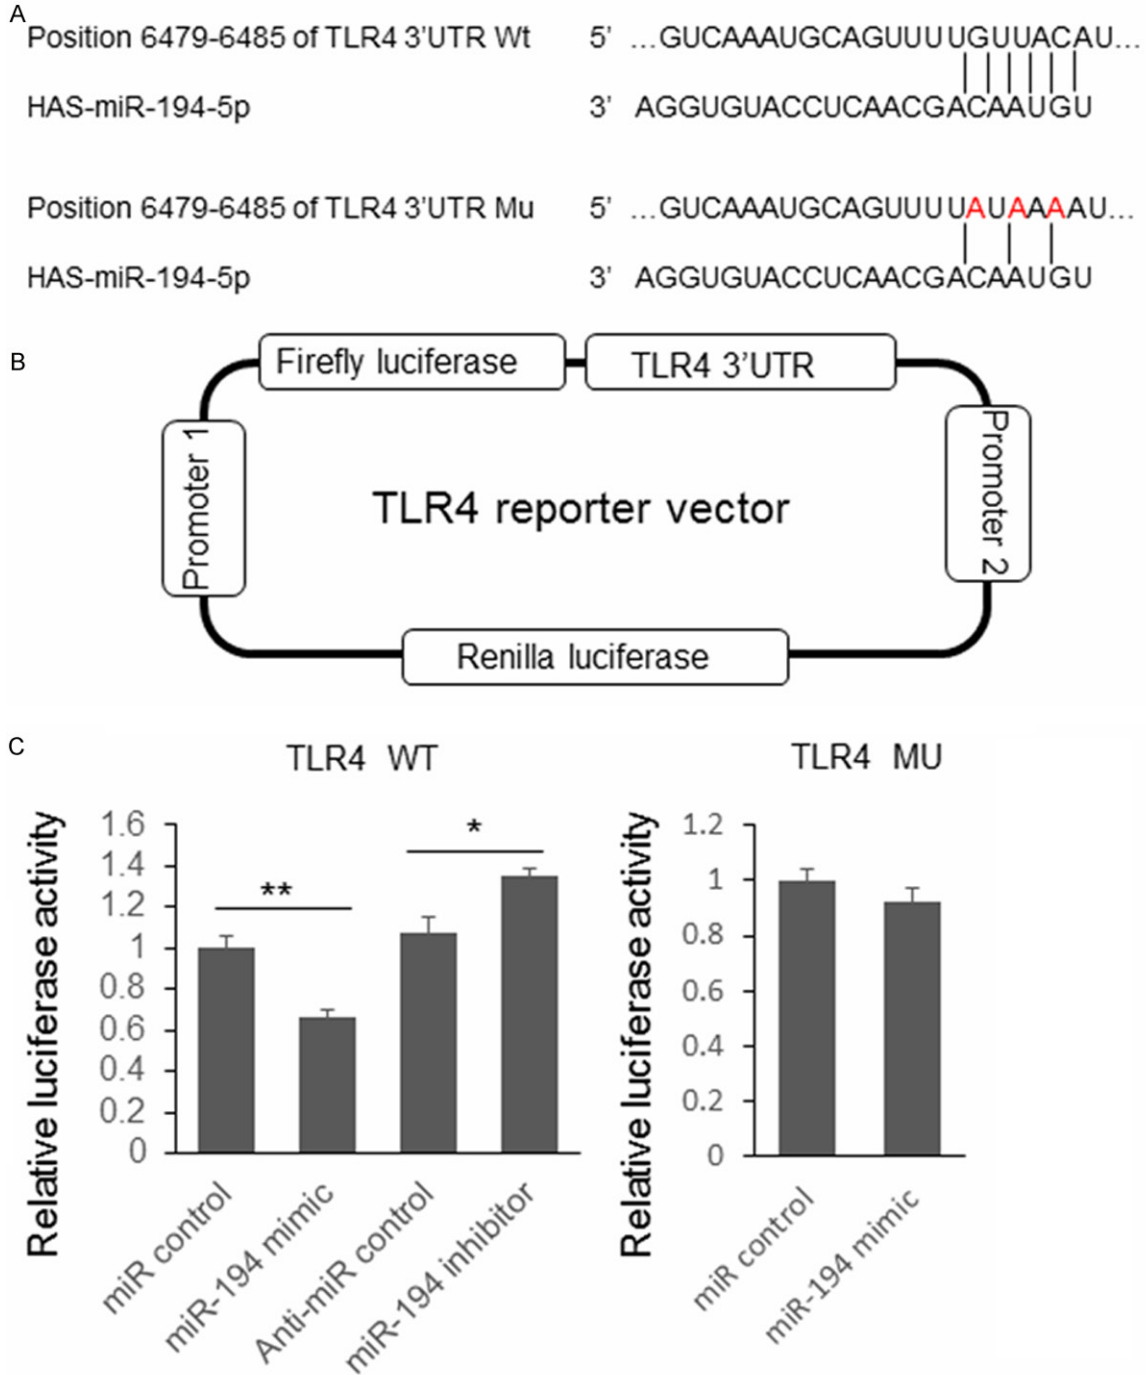 A
Position 6479-6485 of TLR4 3'UTR Wt 5' ...GUCAAAUGCAGUUUUUGUUACAU...
HAS-miR-194-5p 3' AGGUGUACCUCAACGACAAUGU
Position 6479-6485 of TLR4 3'UTR Mu 5' ...GUCAAAUGCAGUUUUUAUAAAAU...
HAS-miR-194-5p 3' AGGUGUACCUCAACGACAAUGU
B
Firefly luciferase
TLR4 3'UTR
Promoter 1
Promoter 2
TLR4 reporter vector
Renilla luciferase
C
TLR4 WT
Relative luciferase activity
1.6
1.4
1.2
1
0.8
0.6
0.4
0.2
0
**
*
miR control
miR-194 mimic
Anti-miR control
miR-194 inhibitor
TLR4 MU
Relative luciferase activity
1.2
1
0.8
0.6
0.4
0.2
0
miR control
miR-194 mimic